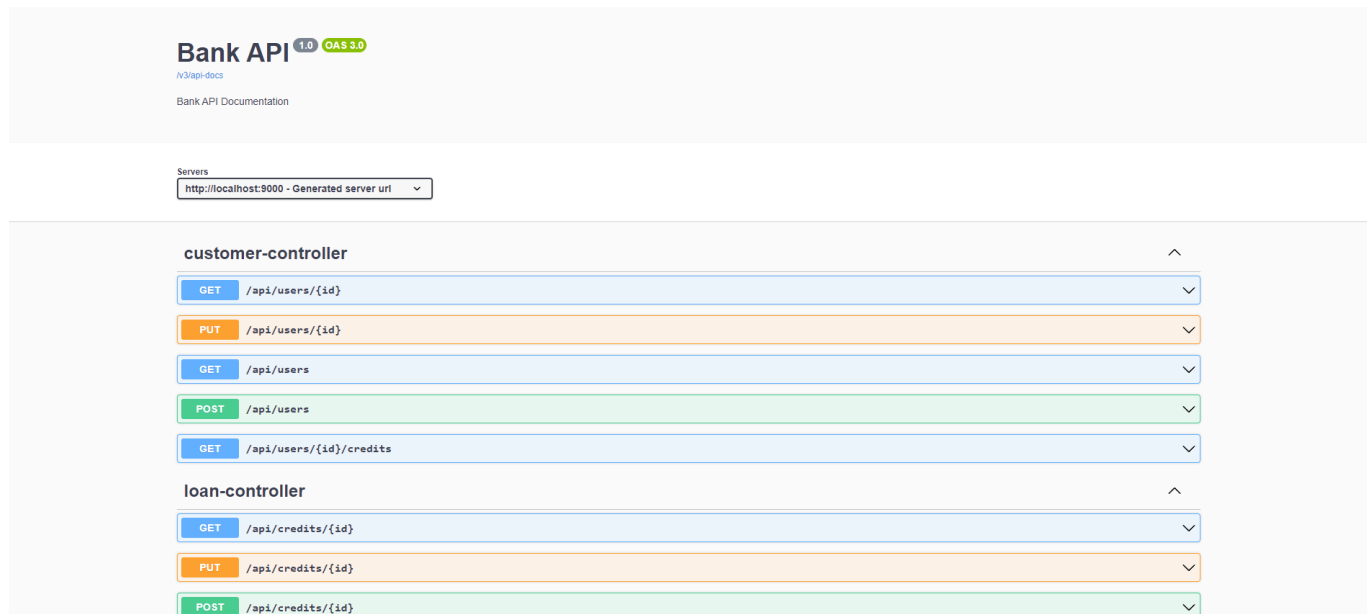 Bank API 1.0 OAS 3.0
/v3/api-docs
Bank API Documentation
Servers
http://localhost:9000 - Generated server url
customer-controller
GET /api/users/{id}
PUT /api/users/{id}
GET /api/users
POST /api/users
GET /api/users/{id}/credits
loan-controller
GET /api/credits/{id}
PUT /api/credits/{id}
POST /api/credits/{id}